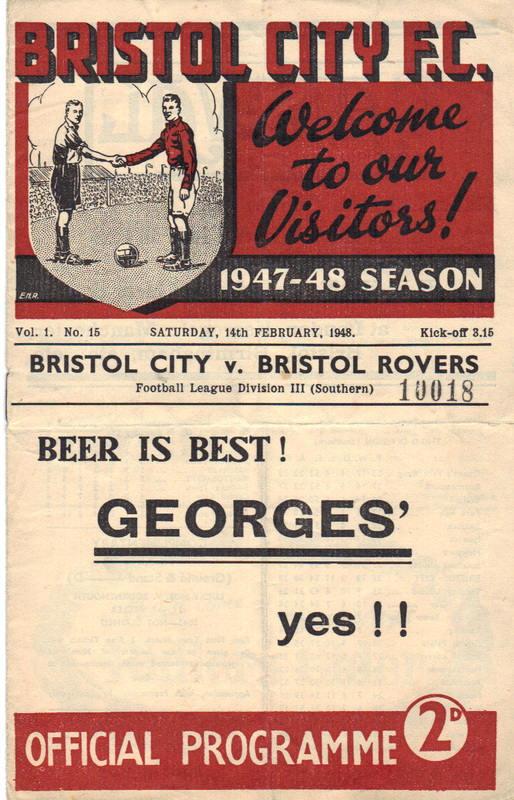 BRISTOL CITY F.C.
Welcome
to our
Visitors!
1947-48 SEASON
E.N.R.
Vol. 1. No. 15 SATURDAY, 14th FEBRUARY, 1948. Kick-off 3.15
BRISTOL CITY v. BRISTOL ROVERS
Football League Division III (Southern) 10018
BEER IS BEST!
GEORGES'
yes!!
OFFICIAL PROGRAMME 2D